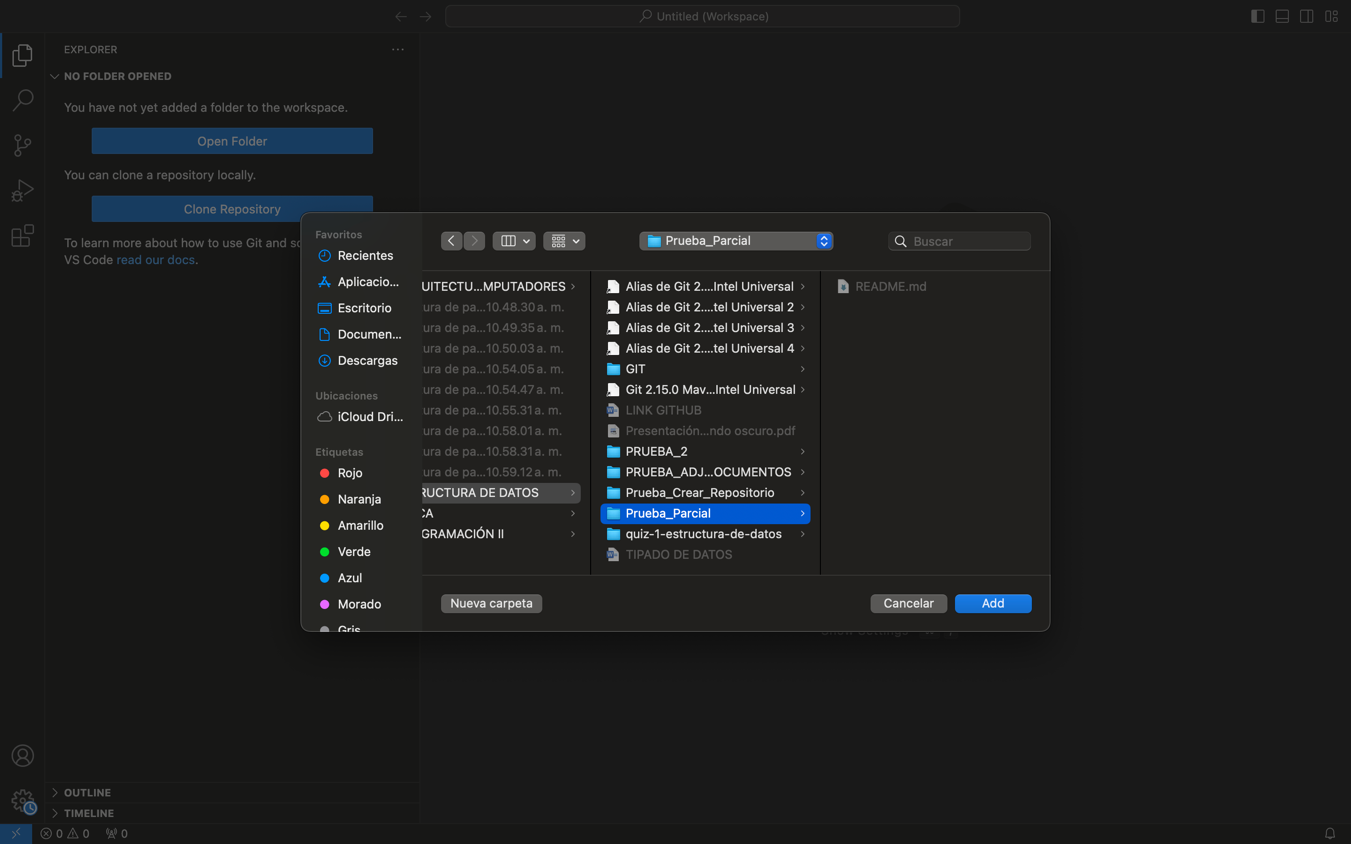 Untitled (Workspace)
EXPLORER
NO FOLDER OPENED
You have not yet added a folder to the workspace.
Open Folder
You can clone a repository locally.
Clone Repository
To learn more about how to use Git and
VS Code read our docs.
Favoritos
Recientes
Aplicacio...
Escritorio
Documen...
Descargas
Ubicaciones
iCloud Dri...
Etiquetas
Rojo
Naranja
Amarillo
Verde
Azul
Morado
Gris
Prueba_Parcial
Buscar
UITECTU...MPUTADORES
ura de pa...10.48.30 a. m.
ura de pa...10.49.35 a. m.
ura de pa...10.50.03 a. m.
ura de pa...10.54.05 a. m.
ura de pa...10.54.47 a. m.
ura de pa...10.55.31 a. m.
ura de pa...10.58.01 a. m.
ura de pa...10.58.31 a. m.
ura de pa...10.59.12 a. m.
RUCTURA DE DATOS
CA
GRAMACIÓN II
Alias de Git 2....Intel Universal
Alias de Git 2....tel Universal 2
Alias de Git 2....tel Universal 3
Alias de Git 2....tel Universal 4
GIT
Git 2.15.0 Mav...Intel Universal
LINK GITHUB
Presentación...ndo oscuro.pdf
PRUEBA_2
PRUEBA_ADJ...OCUMENTOS
Prueba_Crear_Repositorio
Prueba_Parcial
quiz-1-estructura-de-datos
TIPADO DE DATOS
README.md
Nueva carpeta
Cancelar
Add
Show Settings
OUTLINE
TIMELINE
0 0 0